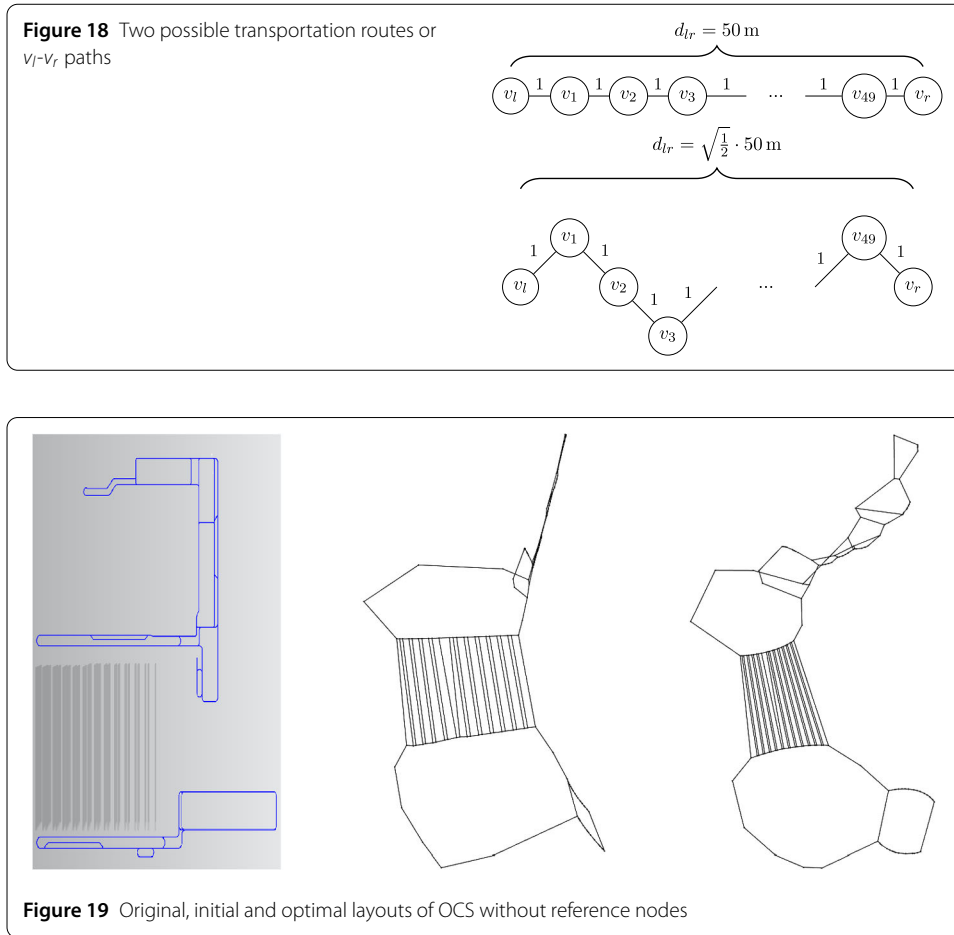 Figure 18 Two possible transportation routes or
vₗ-vᵣ paths
dₗᵣ = 50 m
vₗ 1 v₁ 1 v₂ 1 v₃ 1 ... 1 v₄₉ 1 vᵣ
dₗᵣ = √(1/2) · 50 m
v₁ v₄₉
1 1 1 1
vₗ v₂ ... vᵣ
1 1
v₃
Figure 19 Original, initial and optimal layouts of OCS without reference nodes